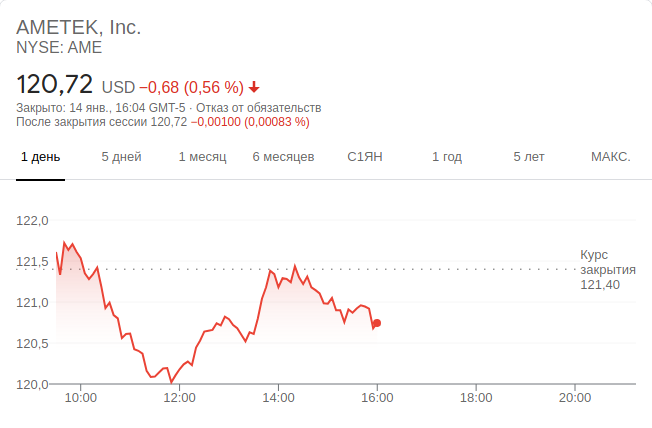 AMETEK, Inc.
NYSE: AME
120,72 USD −0,68 (0,56 %)
Закрыто: 14 янв., 16:04 GMT-5 · Отказ от обязательств
После закрытия сессии 120,72 −0,00100 (0,00083 %)
1 день 5 дней 1 месяц 6 месяцев С1ЯН 1 год 5 лет МАКС.
122,0
121,5
121,0
120,5
120,0
Курс
закрытия
121,40
10:00 12:00 14:00 16:00 18:00 20:00